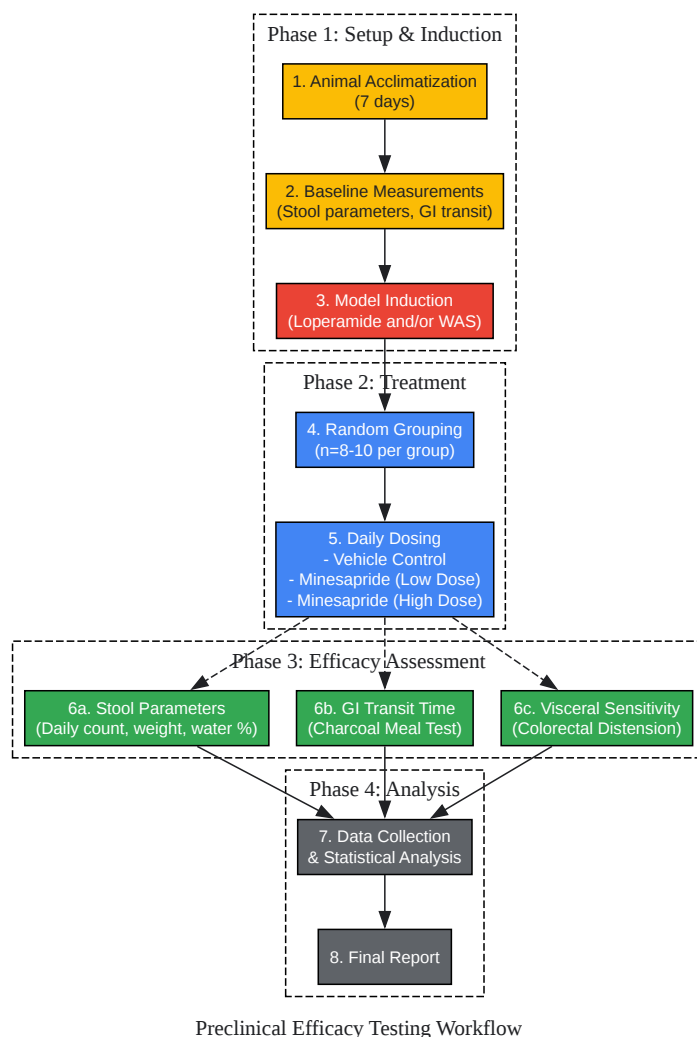 Phase 1: Setup & Induction
1. Animal Acclimatization
(7 days)
2. Baseline Measurements
(Stool parameters, GI transit)
3. Model Induction
(Loperamide and/or WAS)
Phase 2: Treatment
4. Random Grouping
(n=8-10 per group)
5. Daily Dosing
- Vehicle Control
- Minesapride (Low Dose)
- Minesapride (High Dose)
Phase 3: Efficacy Assessment
6a. Stool Parameters
(Daily count, weight, water %)
6b. GI Transit Time
(Charcoal Meal Test)
6c. Visceral Sensitivity
(Colorectal Distension)
Phase 4: Analysis
7. Data Collection
& Statistical Analysis
8. Final Report
Preclinical Efficacy Testing Workflow